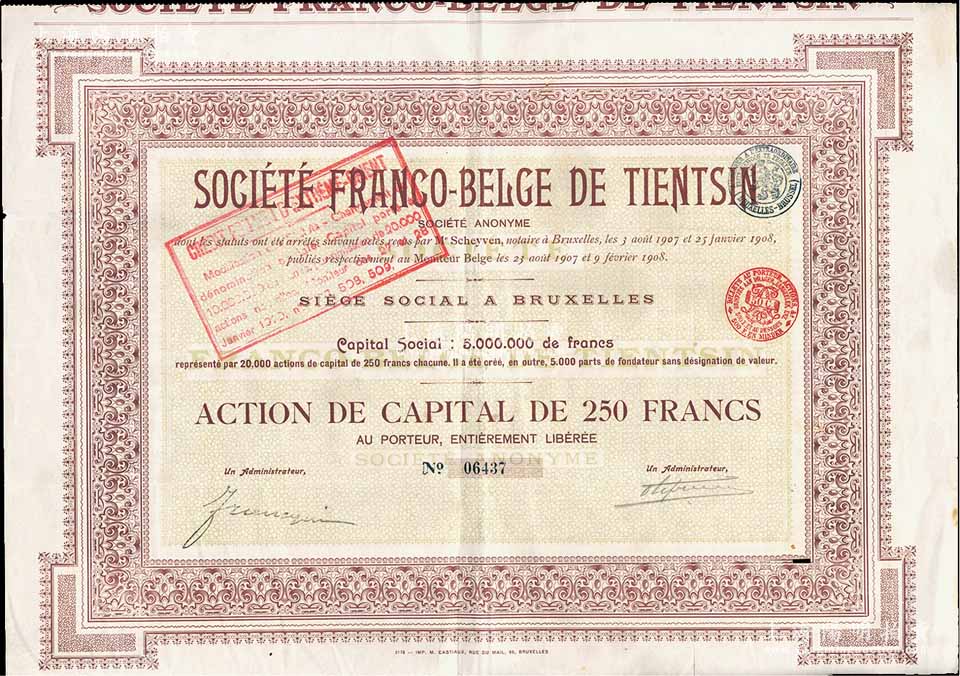 SOCIÉTÉ FRANCO-BELGE DE TIENTSIN
SOCIÉTÉ FRANCO-BELGE DE TIENTSIN
SOCIÉTÉ ANONYME
dont les statuts ont été arrêtés suivant actes reçus par Me Scheyven, notaire à Bruxelles, les 3 août 1907 et 25 janvier 1908,
publiés respectivement au Moniteur Belge les 25 août 1907 et 9 février 1908.
SIÈGE SOCIAL A BRUXELLES
Capital Social : 5.000.000 de francs
représenté par 20.000 actions de capital de 250 francs chacune. Il a été créé, en outre, 5.000 parts de fondateur sans désignation de valeur.
ACTION DE CAPITAL DE 250 FRANCS
AU PORTEUR, ENTIÈREMENT LIBÉRÉE
SOCIÉTÉ ANONYME
Un Administrateur,
No 06437
Un Administrateur,
2178 — IMP. M. CASTIAUX, RUE DU MAIL, 95, BRUXELLES